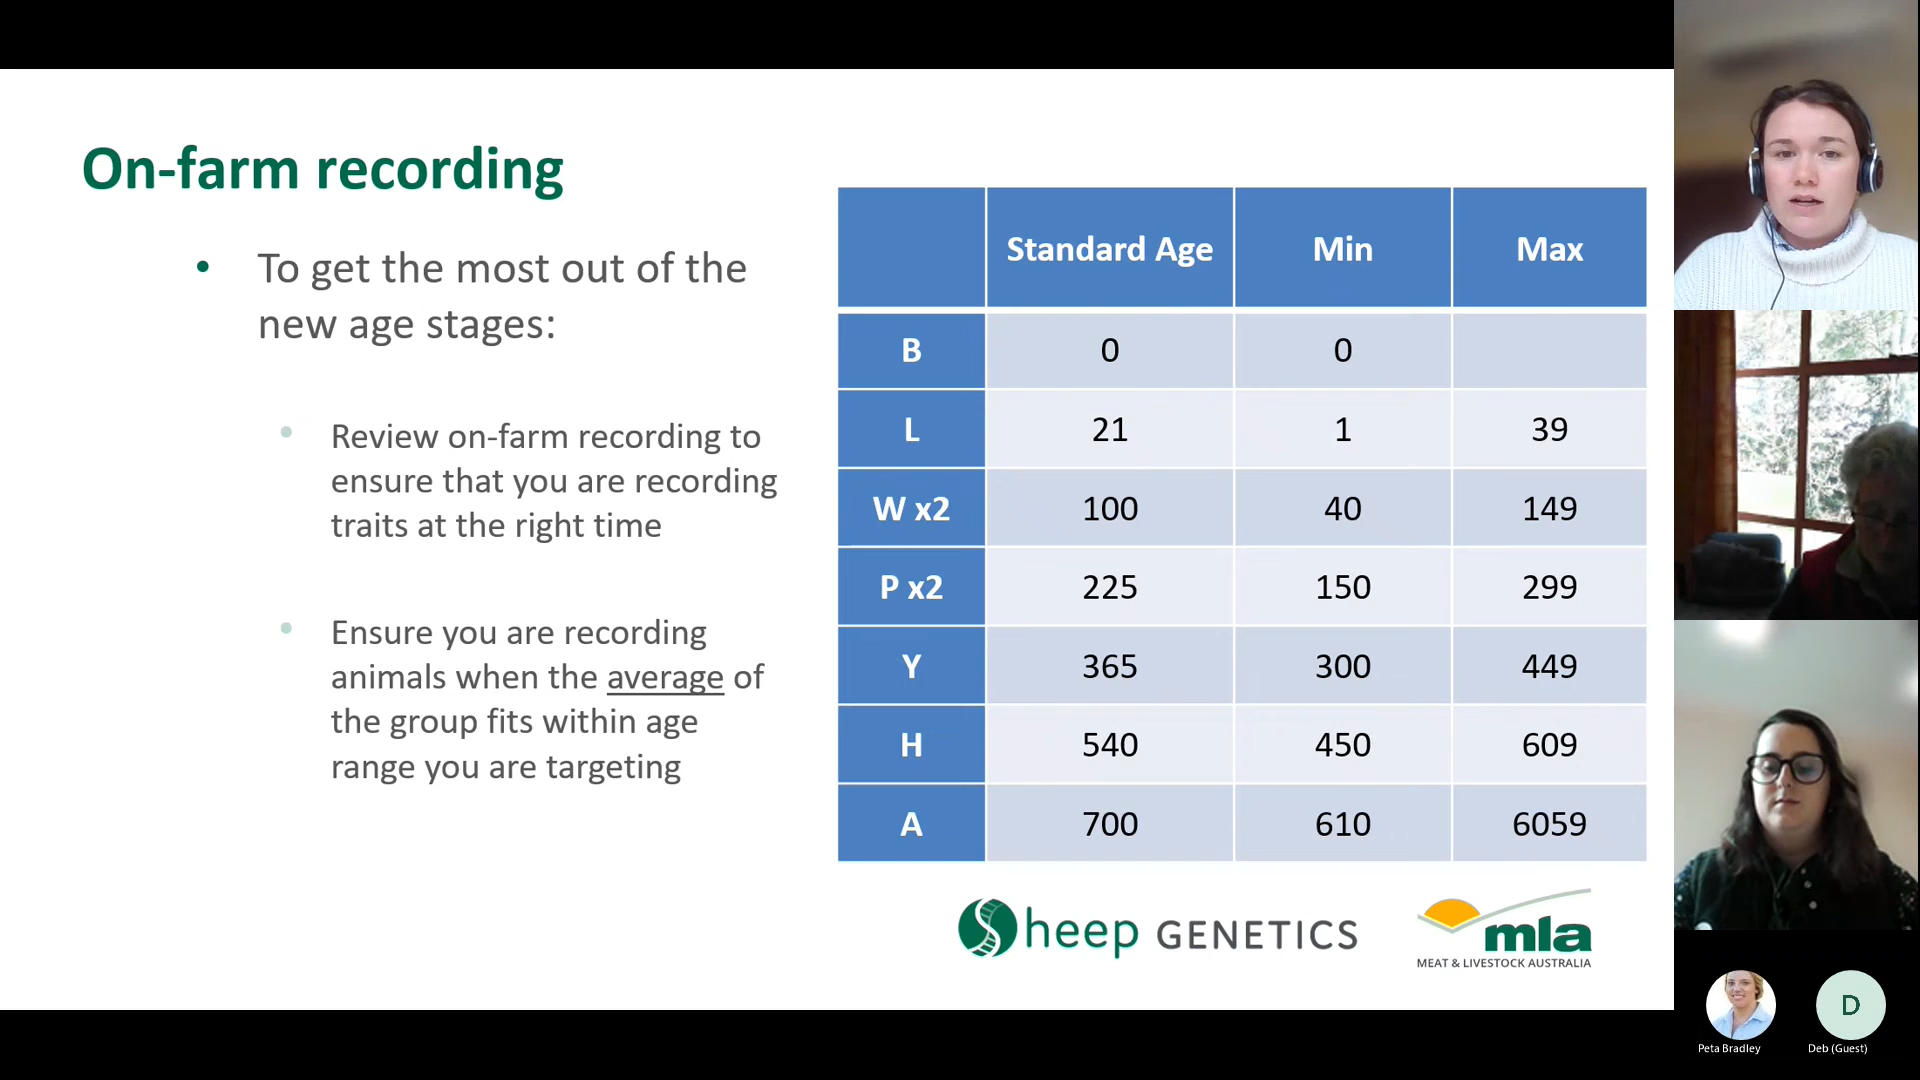 On-farm recording
• To get the most out of the
new age stages:
• Review on-farm recording to
ensure that you are recording
traits at the right time
• Ensure you are recording
animals when the average of
the group fits within age
range you are targeting
Standard Age Min Max
B 0 0
L 21 1 39
W x2 100 40 149
P x2 225 150 299
Y 365 300 449
H 540 450 609
A 700 610 6059
Sheep GENETICS
mla
MEAT & LIVESTOCK AUSTRALIA
D
Peta Bradley
Deb (Guest)